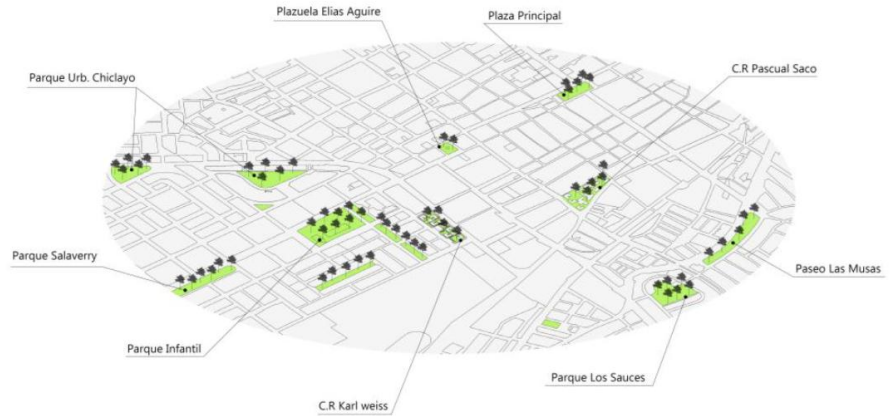 Plazuela Elias Aguire
Plaza Principal
C.R Pascual Saco
Parque Urb. Chiclayo
Parque Salaverry
Paseo Las Musas
Parque Infantil
Parque Los Sauces
C.R Karl weiss